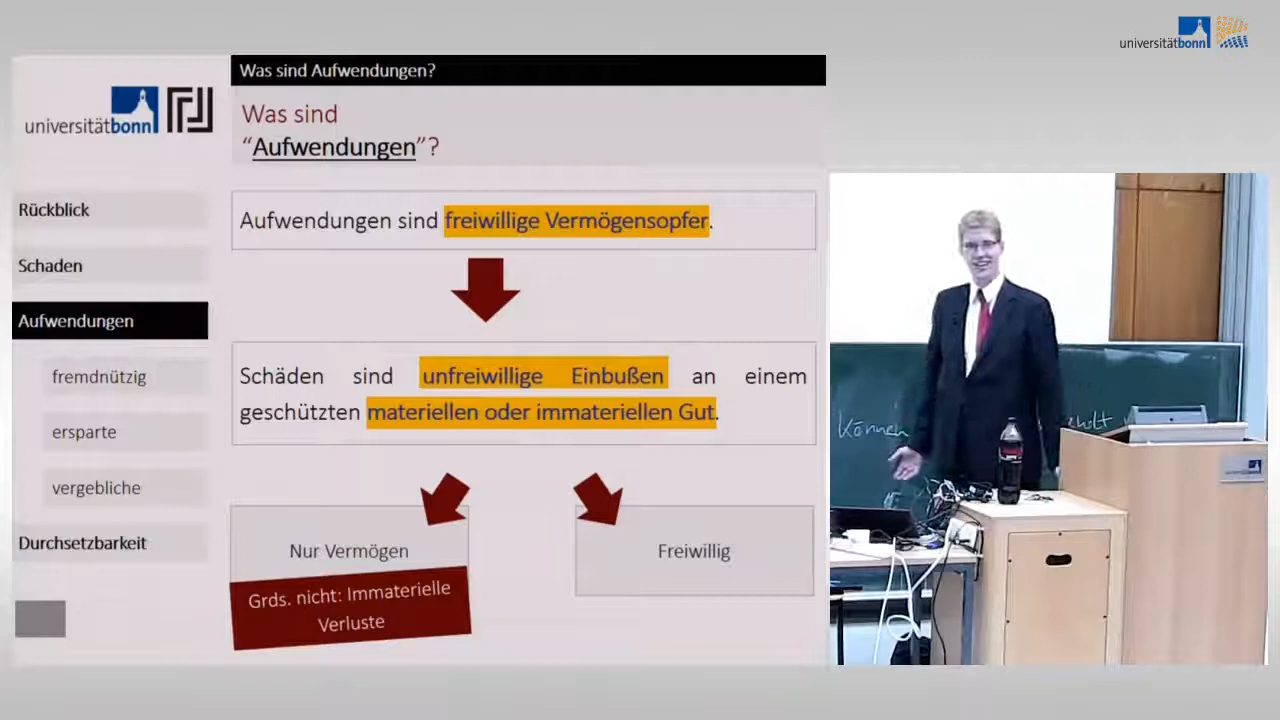 universitätbonn
Was sind Aufwendungen?
universitätbonn
Was sind
“Aufwendungen”?
Rückblick
Schaden
Aufwendungen
fremdnützig
ersparte
vergebliche
Durchsetzbarkeit
Aufwendungen sind freiwillige Vermögensopfer.
Schäden sind unfreiwillige Einbußen an einem
geschützten materiellen oder immateriellen Gut.
Nur Vermögen
Grds. nicht: Immaterielle
Verluste
Freiwillig
Können